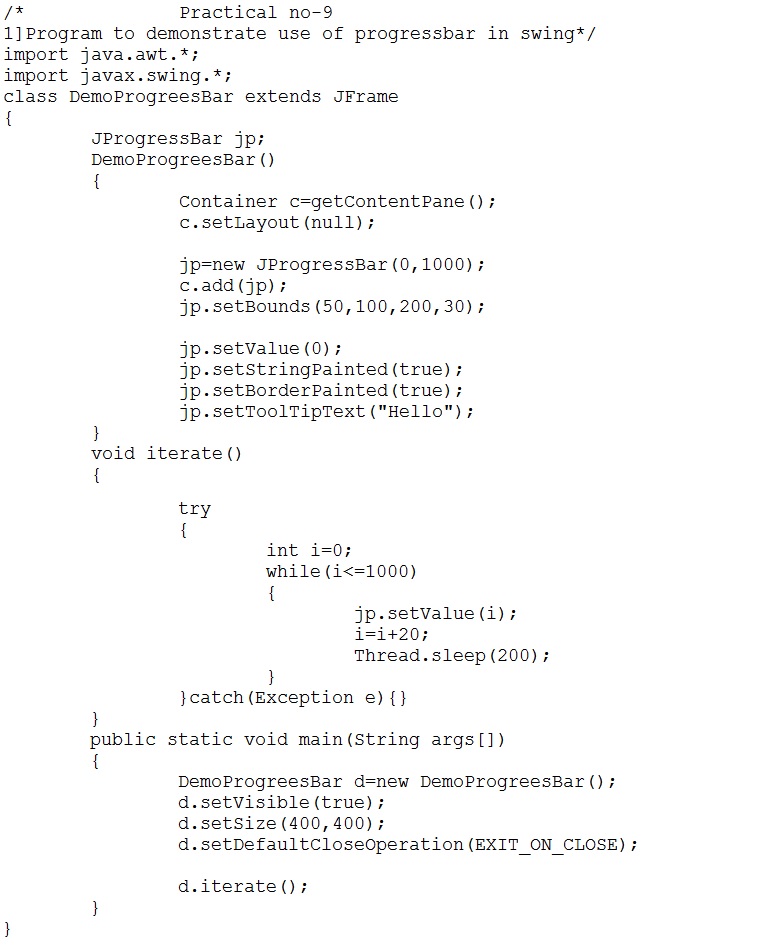 /*              Practical no-9
1]Program to demonstrate use of progressbar in swing*/
import java.awt.*;
import javax.swing.*;
class DemoProgreesBar extends JFrame
{
        JProgressBar jp;
        DemoProgreesBar()
        {
                Container c=getContentPane();
                c.setLayout(null);

                jp=new JProgressBar(0,1000);
                c.add(jp);
                jp.setBounds(50,100,200,30);

                jp.setValue(0);
                jp.setStringPainted(true);
                jp.setBorderPainted(true);
                jp.setToolTipText("Hello");
        }
        void iterate()
        {

                try
                {
                        int i=0;
                        while(i<=1000)
                        {
                                jp.setValue(i);
                                i=i+20;
                                Thread.sleep(200);
                        }
                }catch(Exception e){}
        }
        public static void main(String args[])
        {
                DemoProgreesBar d=new DemoProgreesBar();
                d.setVisible(true);
                d.setSize(400,400);
                d.setDefaultCloseOperation(EXIT_ON_CLOSE);

                d.iterate();
        }
}